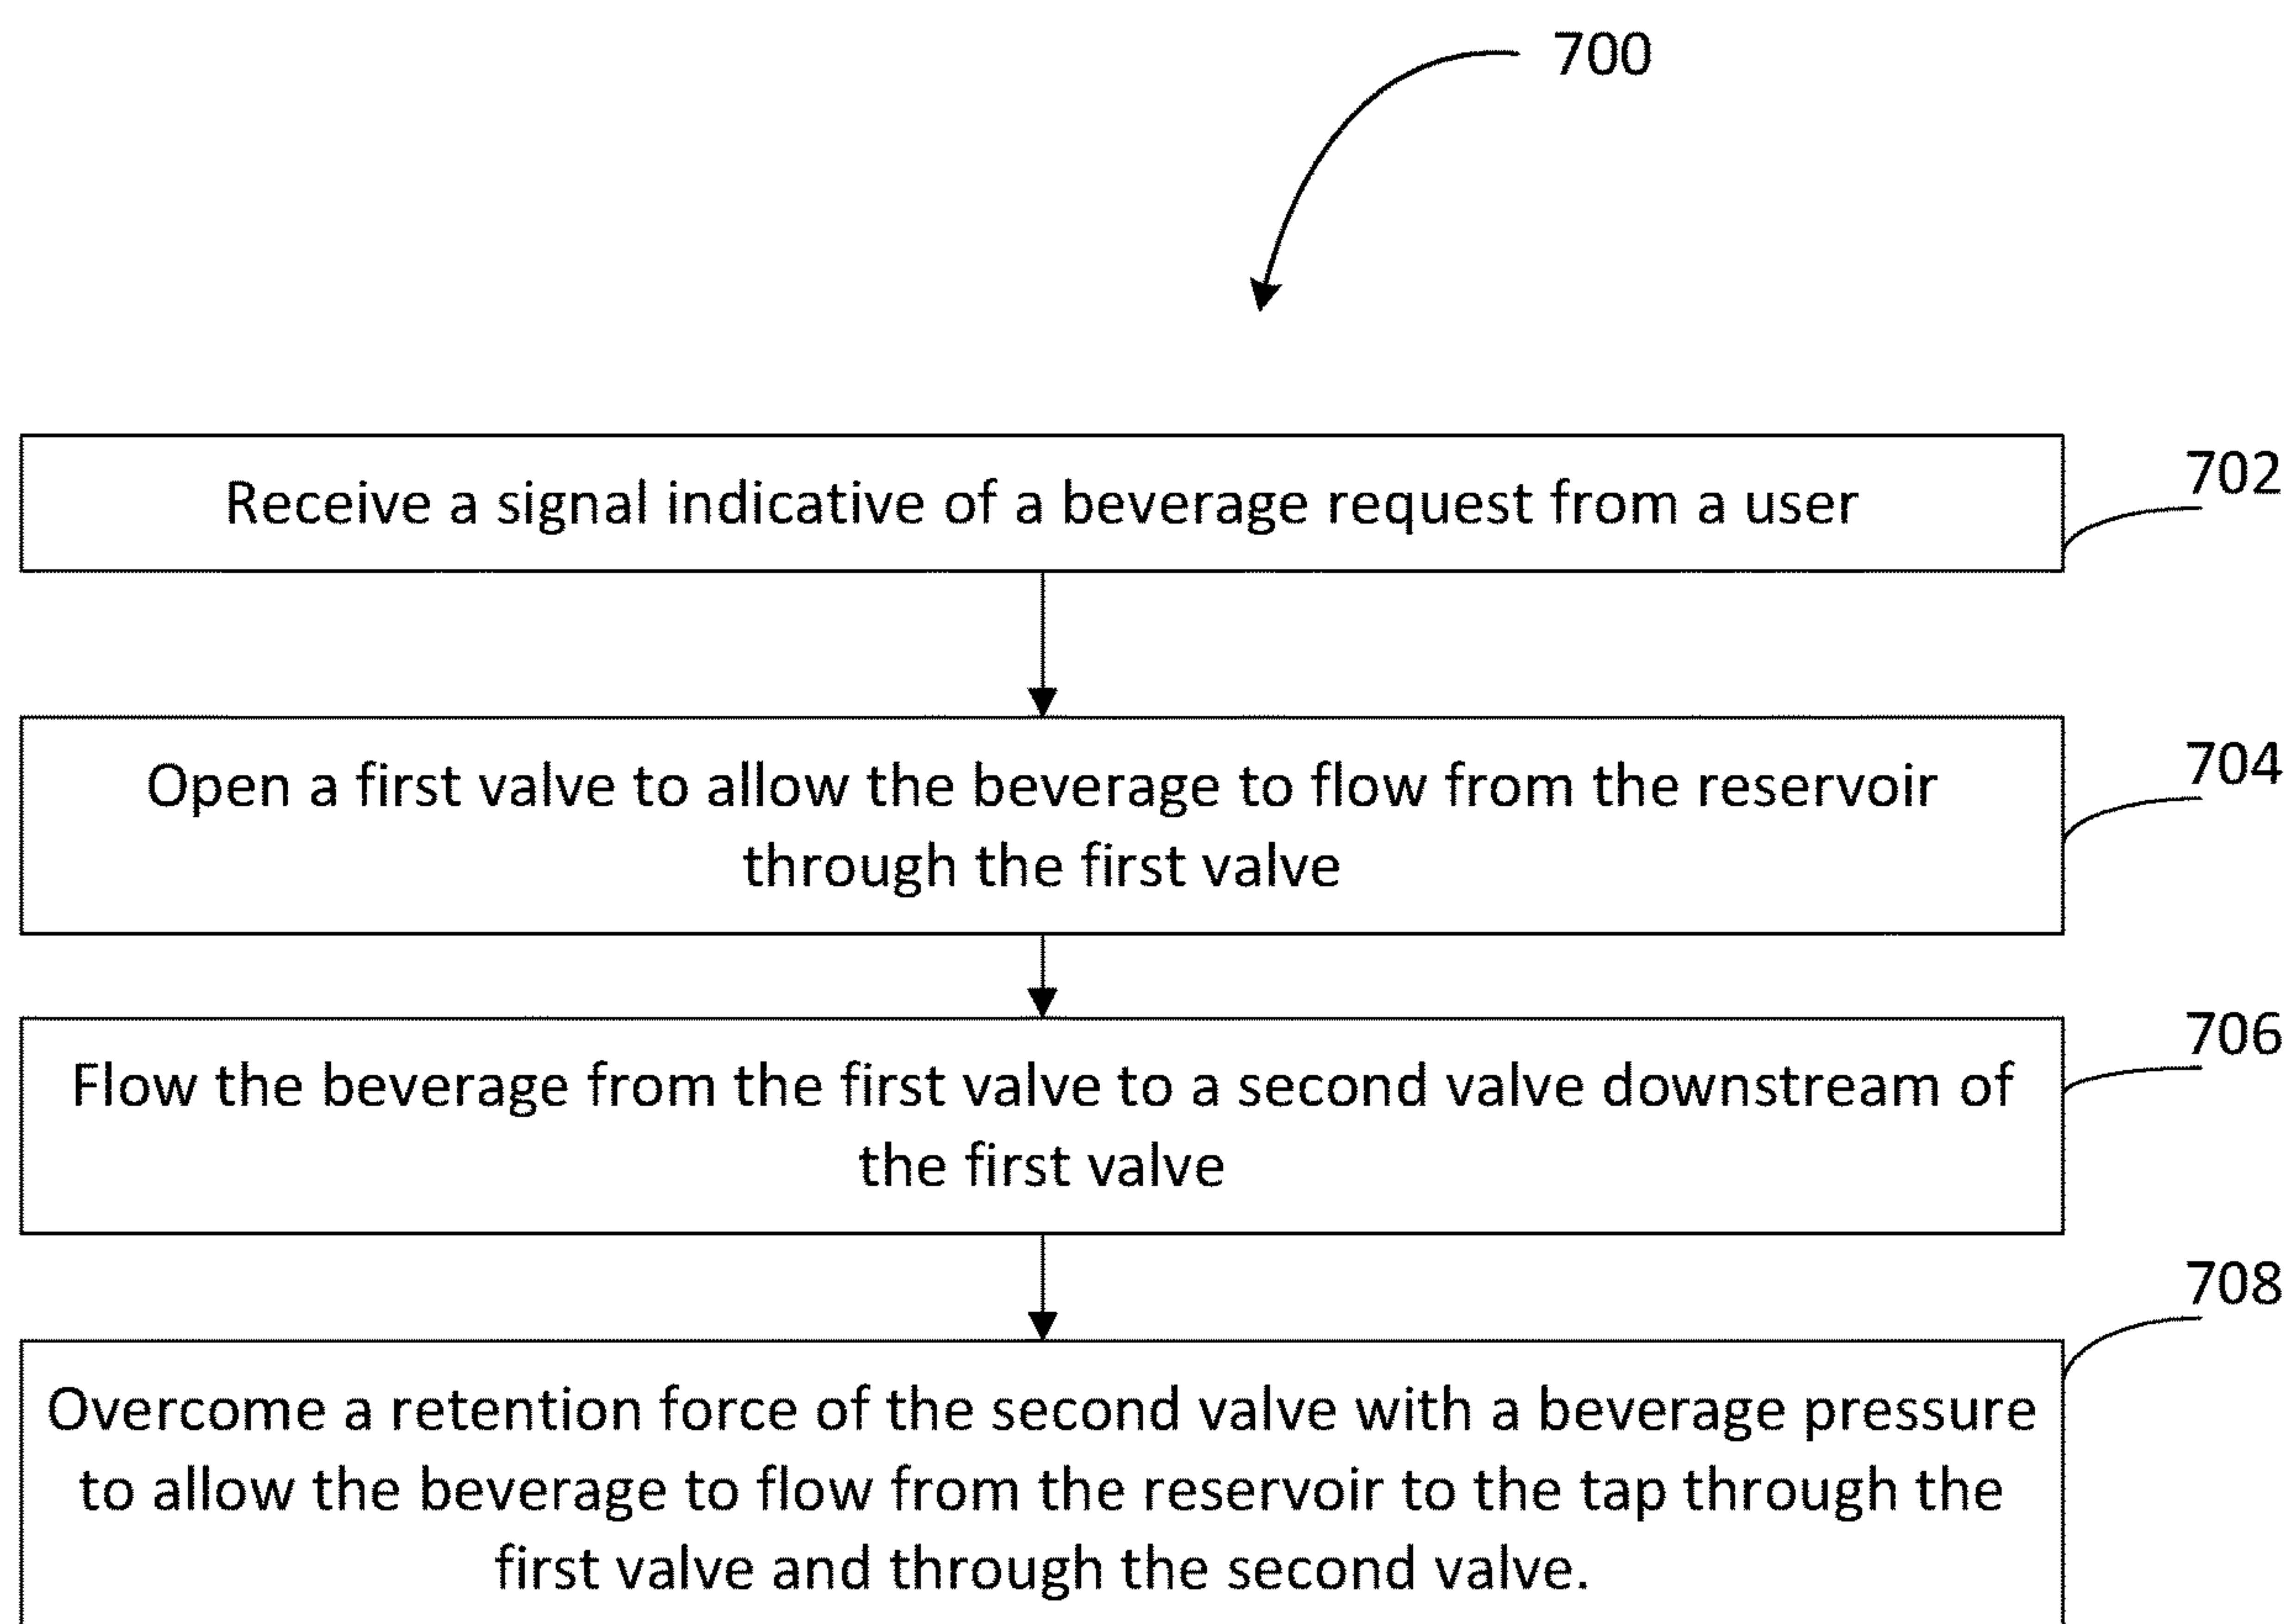 700
Receive a signal indicative of a beverage request from a user
702
Open a first valve to allow the beverage to flow from the reservoir
through the first valve
704
Flow the beverage from the first valve to a second valve downstream of
the first valve
706
Overcome a retention force of the second valve with a beverage pressure
to allow the beverage to flow from the reservoir to the tap through the
first valve and through the second valve.
708